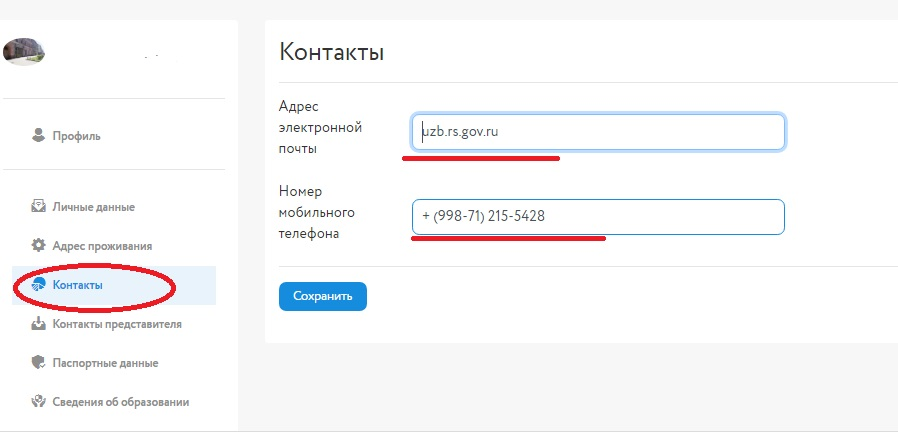 Профиль
Личные данные
Адрес проживания
Контакты
Контакты представителя
Паспортные данные
Сведения об образовании
Контакты
Адрес
электронной
почты
uzb.rs.gov.ru
Номер
мобильного
телефона
+ (998-71) 215-5428
Сохранить